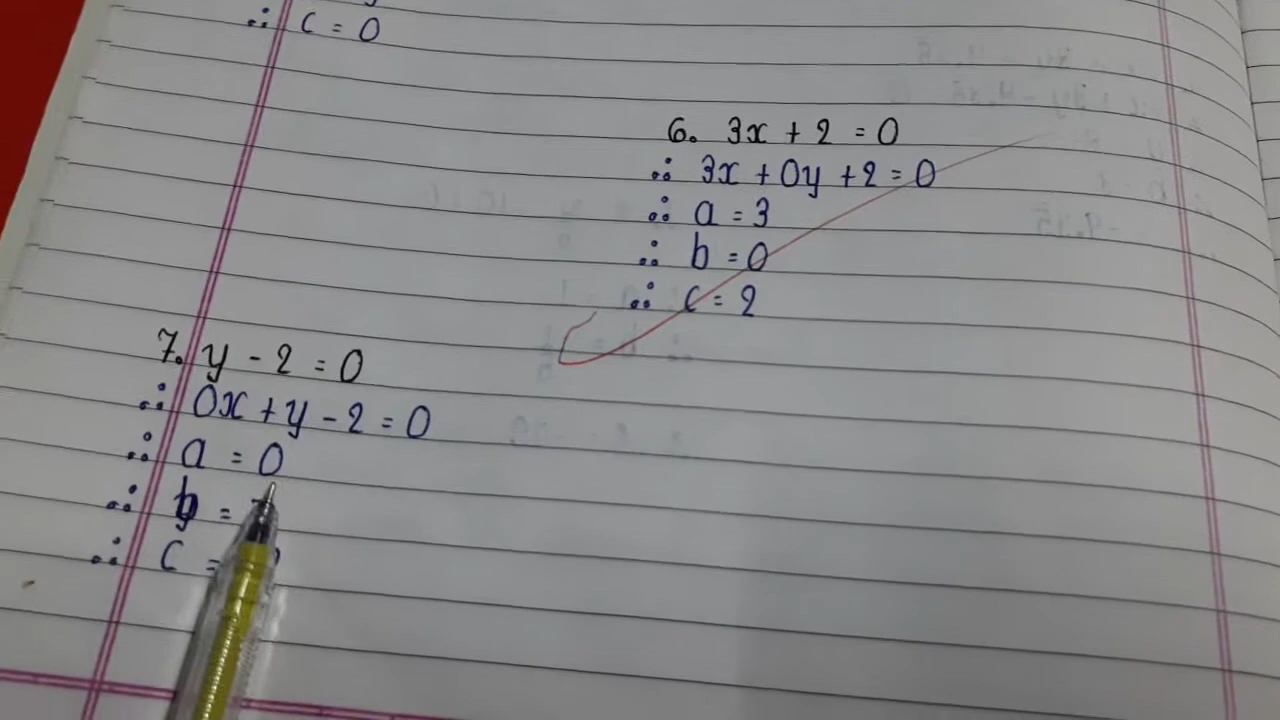 ∴ c = 0
6. 3x + 2 = 0
∴ 3x + 0y + 2 = 0
∴ a = 3
∴ b = 0
∴ c = 2
7. y - 2 = 0
∴ 0x + y - 2 = 0
∴ a = 0
∴ b =
∴ c =